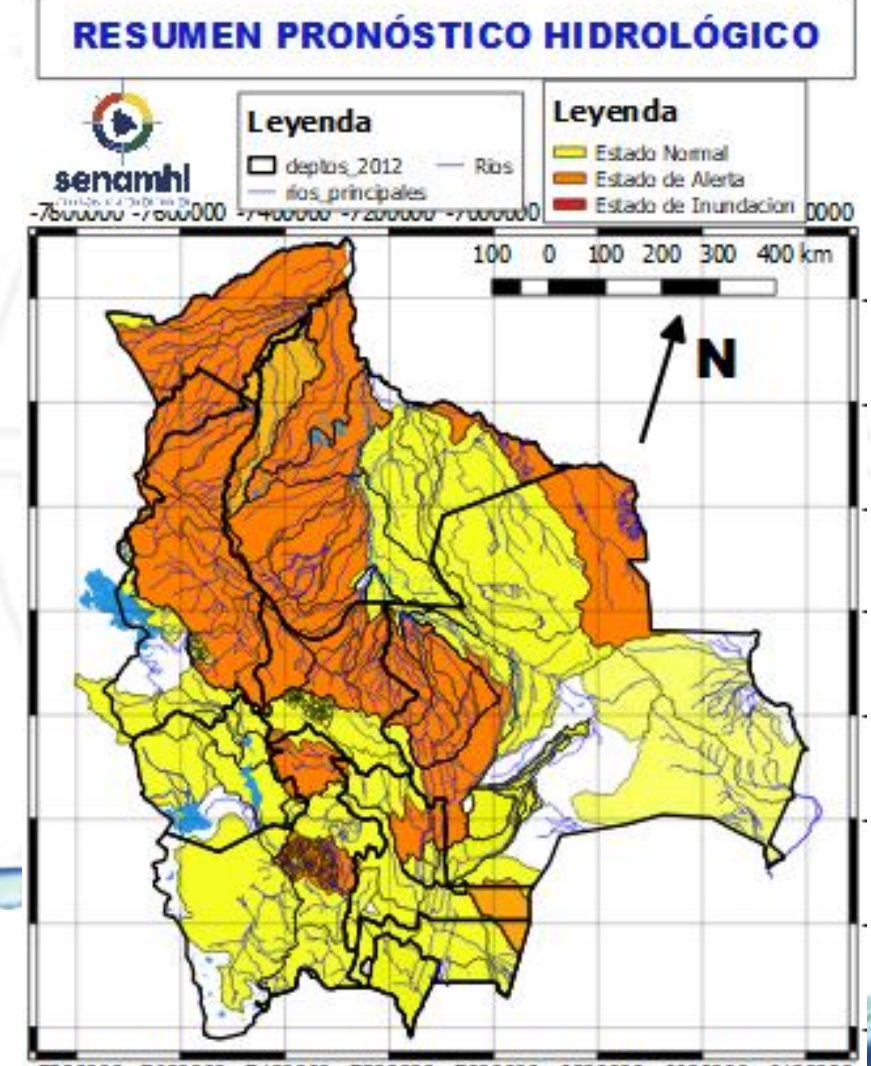 RESUMEN PRONÓSTICO HIDROLÓGICO
senamhi
Leyenda
deptos_2012
Rios
rios_principales
Leyenda
Estado Normal
Estado de Alerta
Estado de Inundacion
-7800000 -7600000 -7400000 -7200000 -7000000
100 0 100 200 300 400 km
N